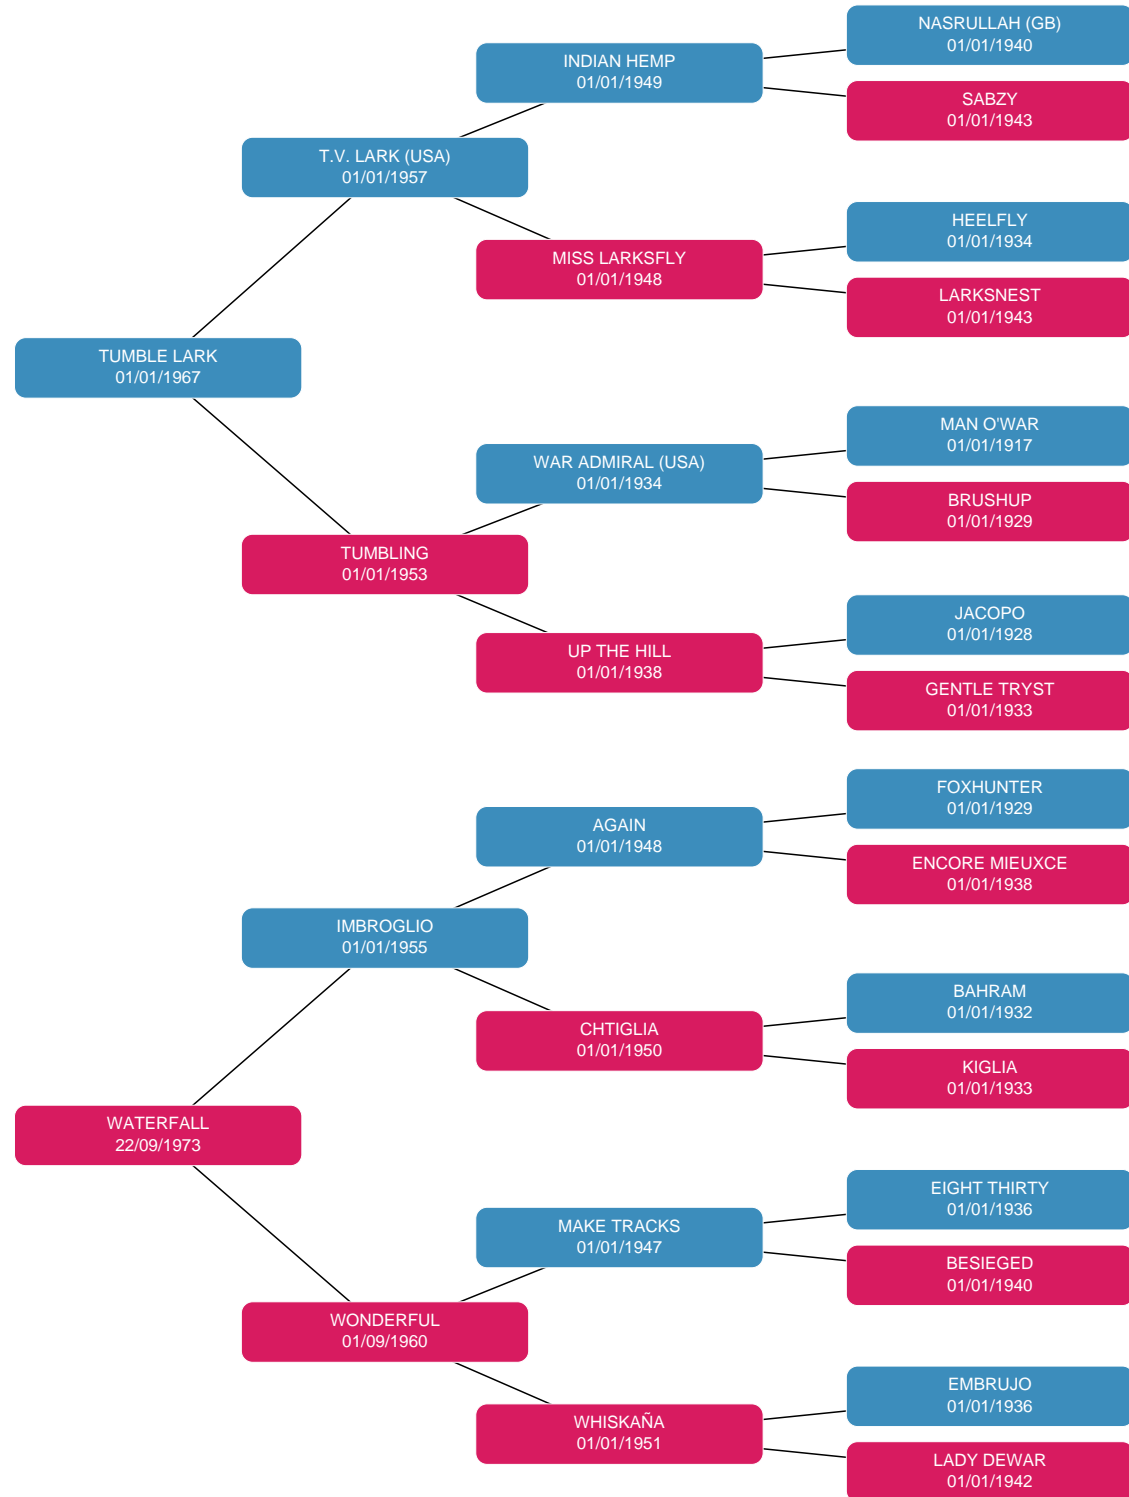 NASRULLAH (GB)
01/01/1940
INDIAN HEMP
01/01/1949
SABZY
01/01/1943
T.V. LARK (USA)
01/01/1957
HEELFLY
01/01/1934
MISS LARKSFLY
01/01/1948
LARKSNEST
01/01/1943
TUMBLE LARK
01/01/1967
MAN O'WAR
01/01/1917
WAR ADMIRAL (USA)
01/01/1934
BRUSHUP
01/01/1929
TUMBLING
01/01/1953
JACOPO
01/01/1928
UP THE HILL
01/01/1938
GENTLE TRYST
01/01/1933
FOXHUNTER
01/01/1929
AGAIN
01/01/1948
ENCORE MIEUXCE
01/01/1938
IMBROGLIO
01/01/1955
BAHRAM
01/01/1932
CHTIGLIA
01/01/1950
KIGLIA
01/01/1933
WATERFALL
22/09/1973
EIGHT THIRTY
01/01/1936
MAKE TRACKS
01/01/1947
BESIEGED
01/01/1940
WONDERFUL
01/09/1960
EMBRUJO
01/01/1936
WHISKAÑA
01/01/1951
LADY DEWAR
01/01/1942